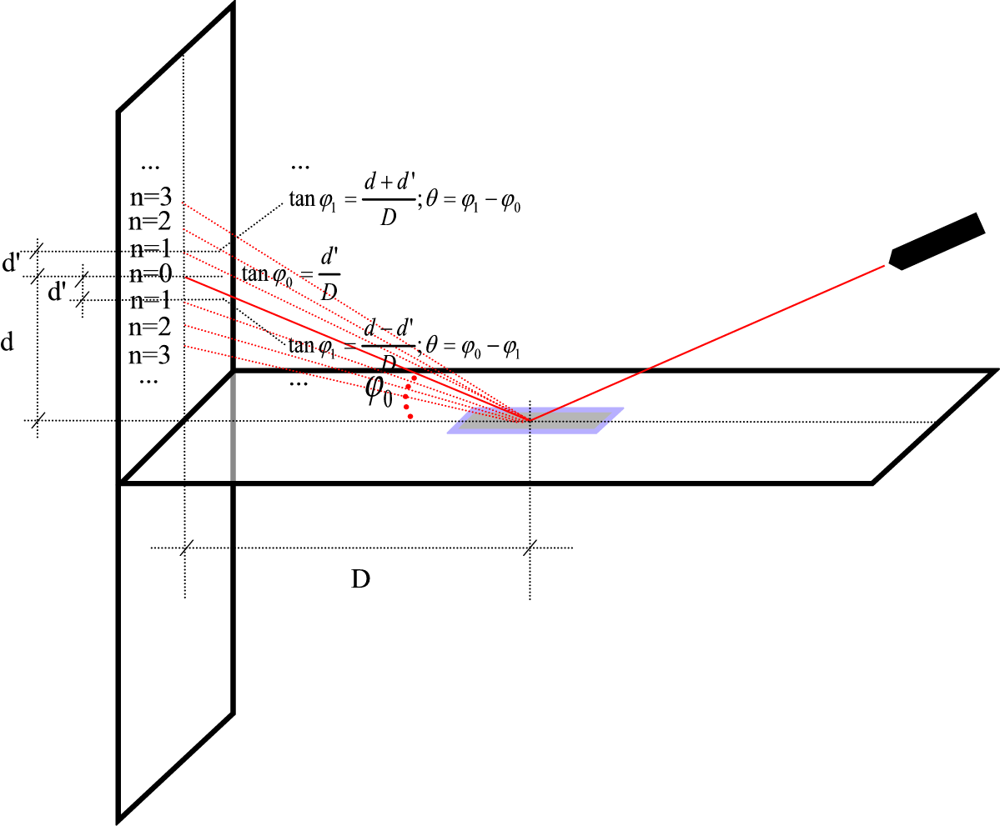 ... ...
n=3
tan φ₁ = (d + d')/D ; θ = φ₁ − φ₀
n=2
n=1
d'
n=0
tan φ₀ = d'/D
d'
n=1
n=2
tan φ₁ = (d − d')/D ; θ = φ₀ − φ₁
d
n=3
... ...
φ₀
D